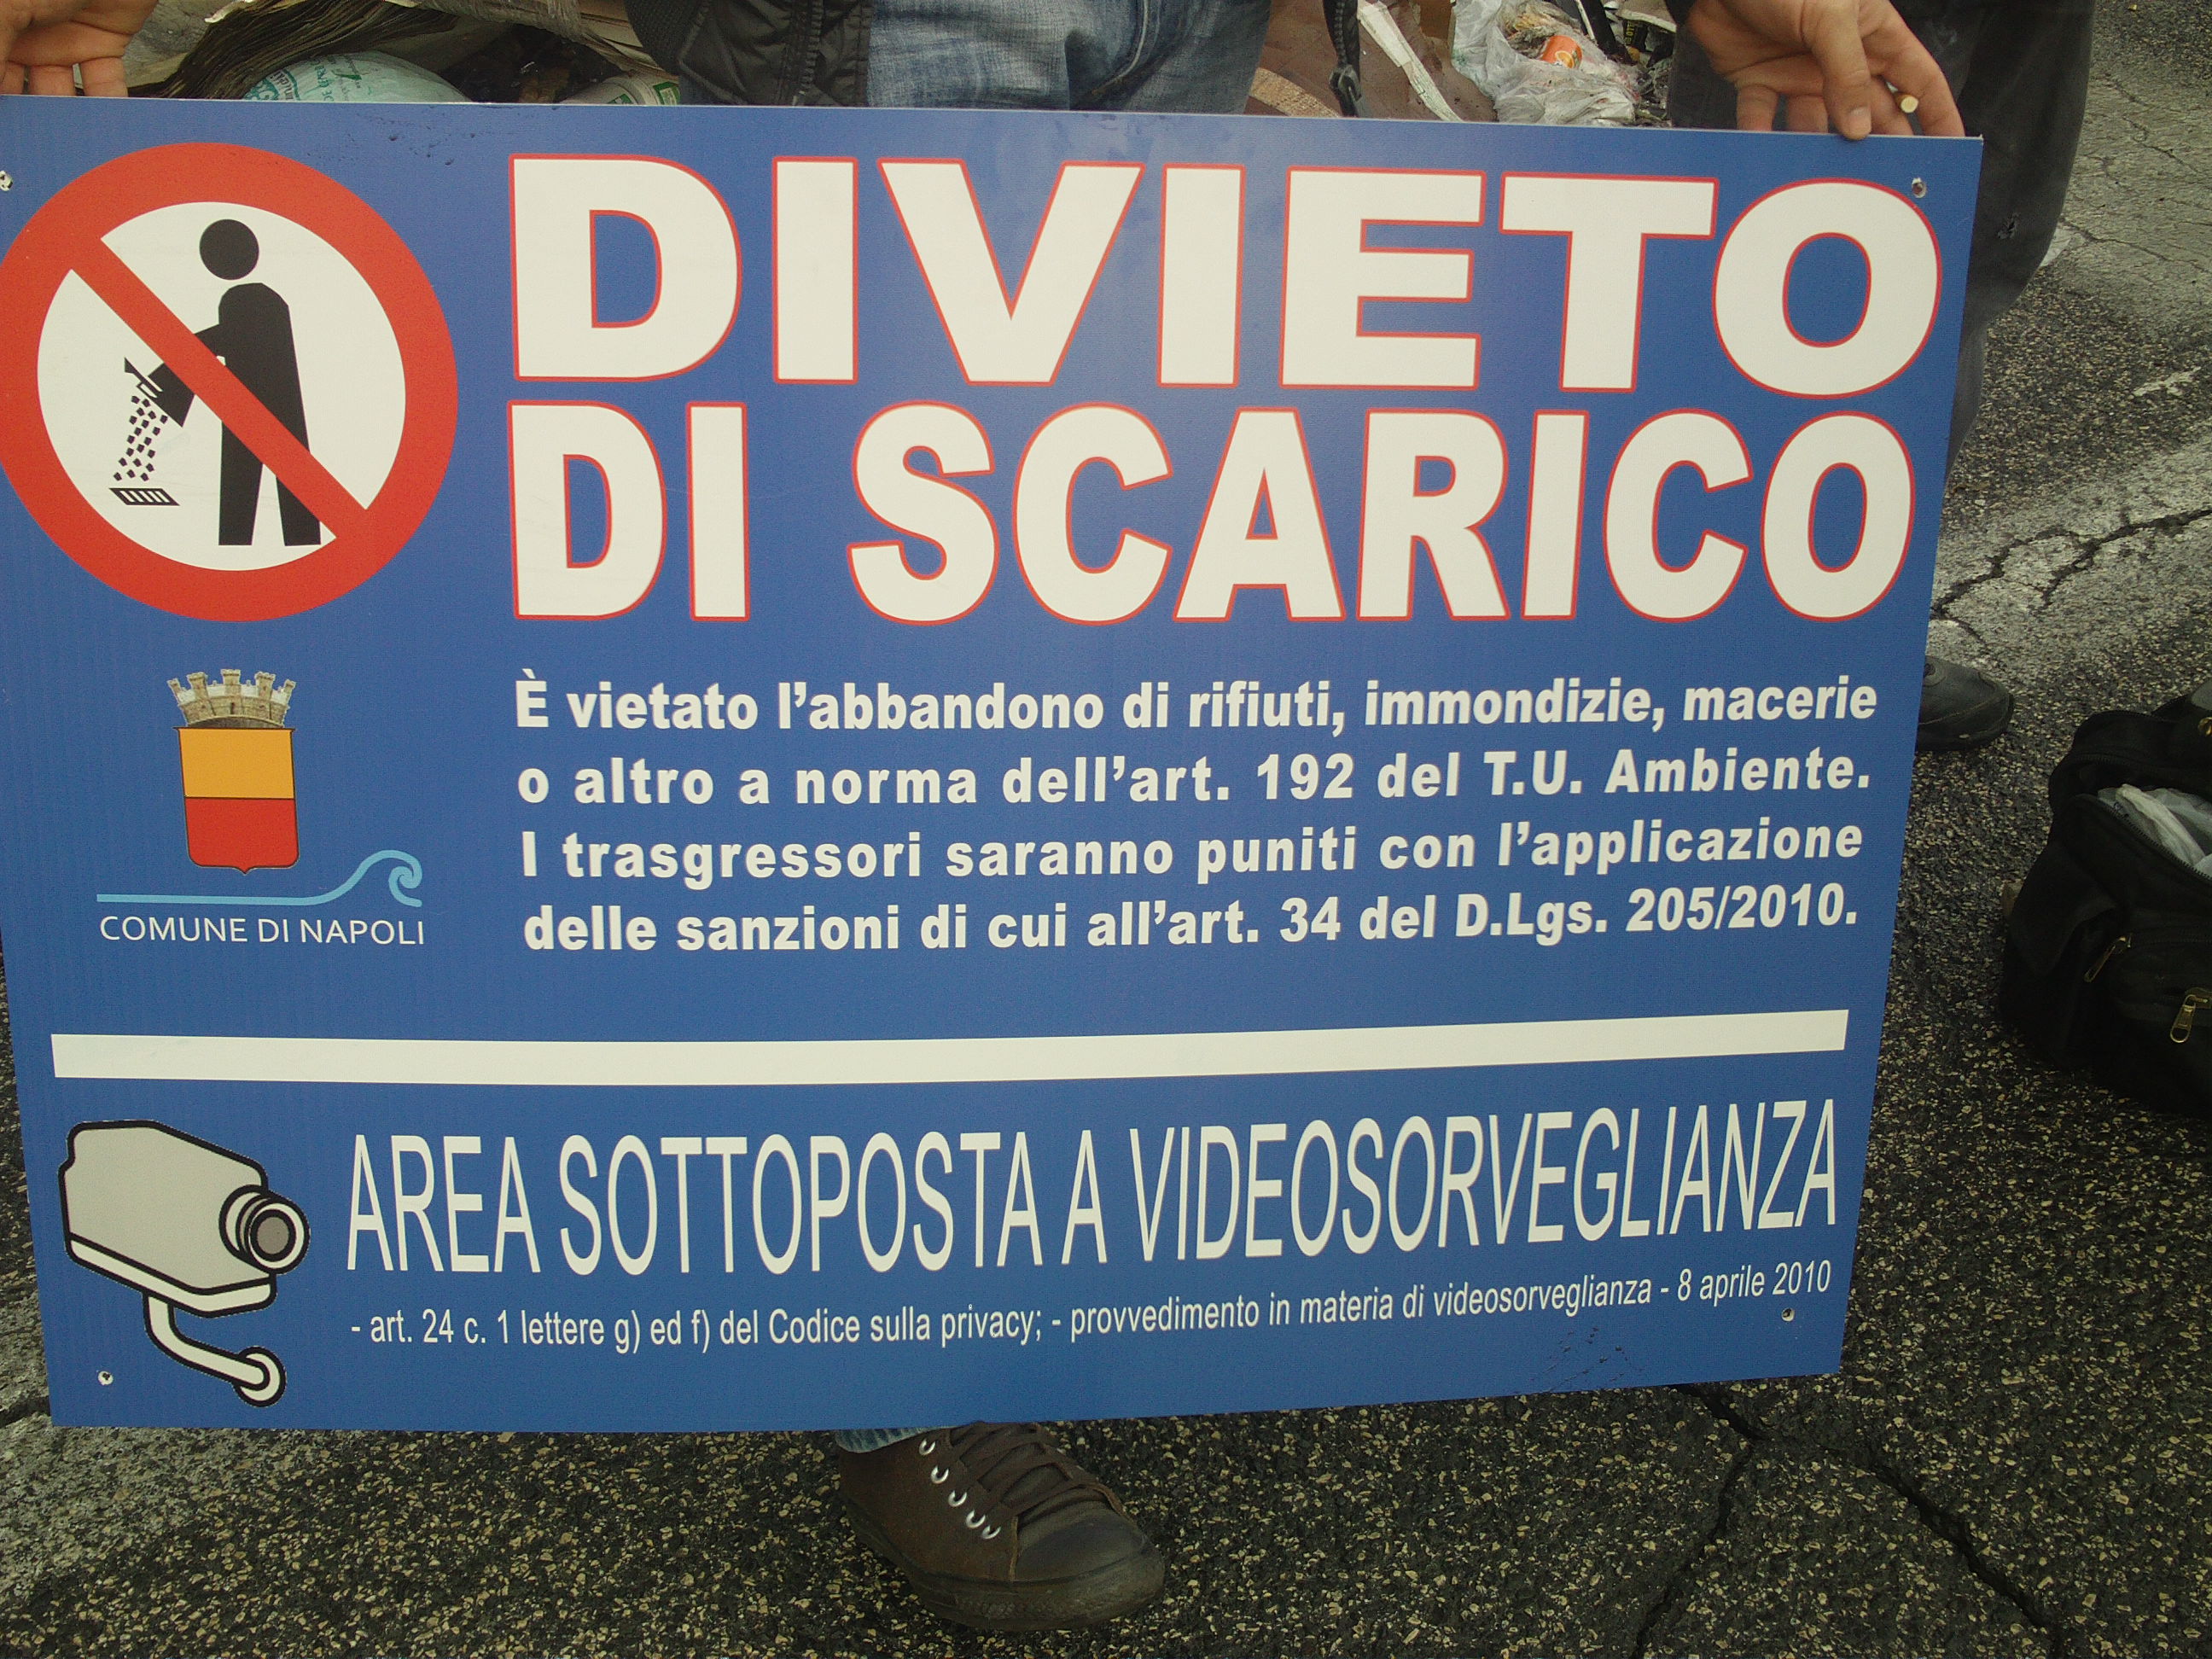 DIVIETO
DI SCARICO
È vietato l'abbandono di rifiuti, immondizie, macerie
o altro a norma dell'art. 192 del T.U. Ambiente.
I trasgressori saranno puniti con l'applicazione
delle sanzioni di cui all'art. 34 del D.Lgs. 205/2010.
COMUNE DI NAPOLI
AREA SOTTOPOSTA A VIDEOSORVEGLIANZA
- art. 24 c. 1 lettere g) ed f) del Codice sulla privacy; - provvedimento in materia di videosorveglianza - 8 aprile 2010